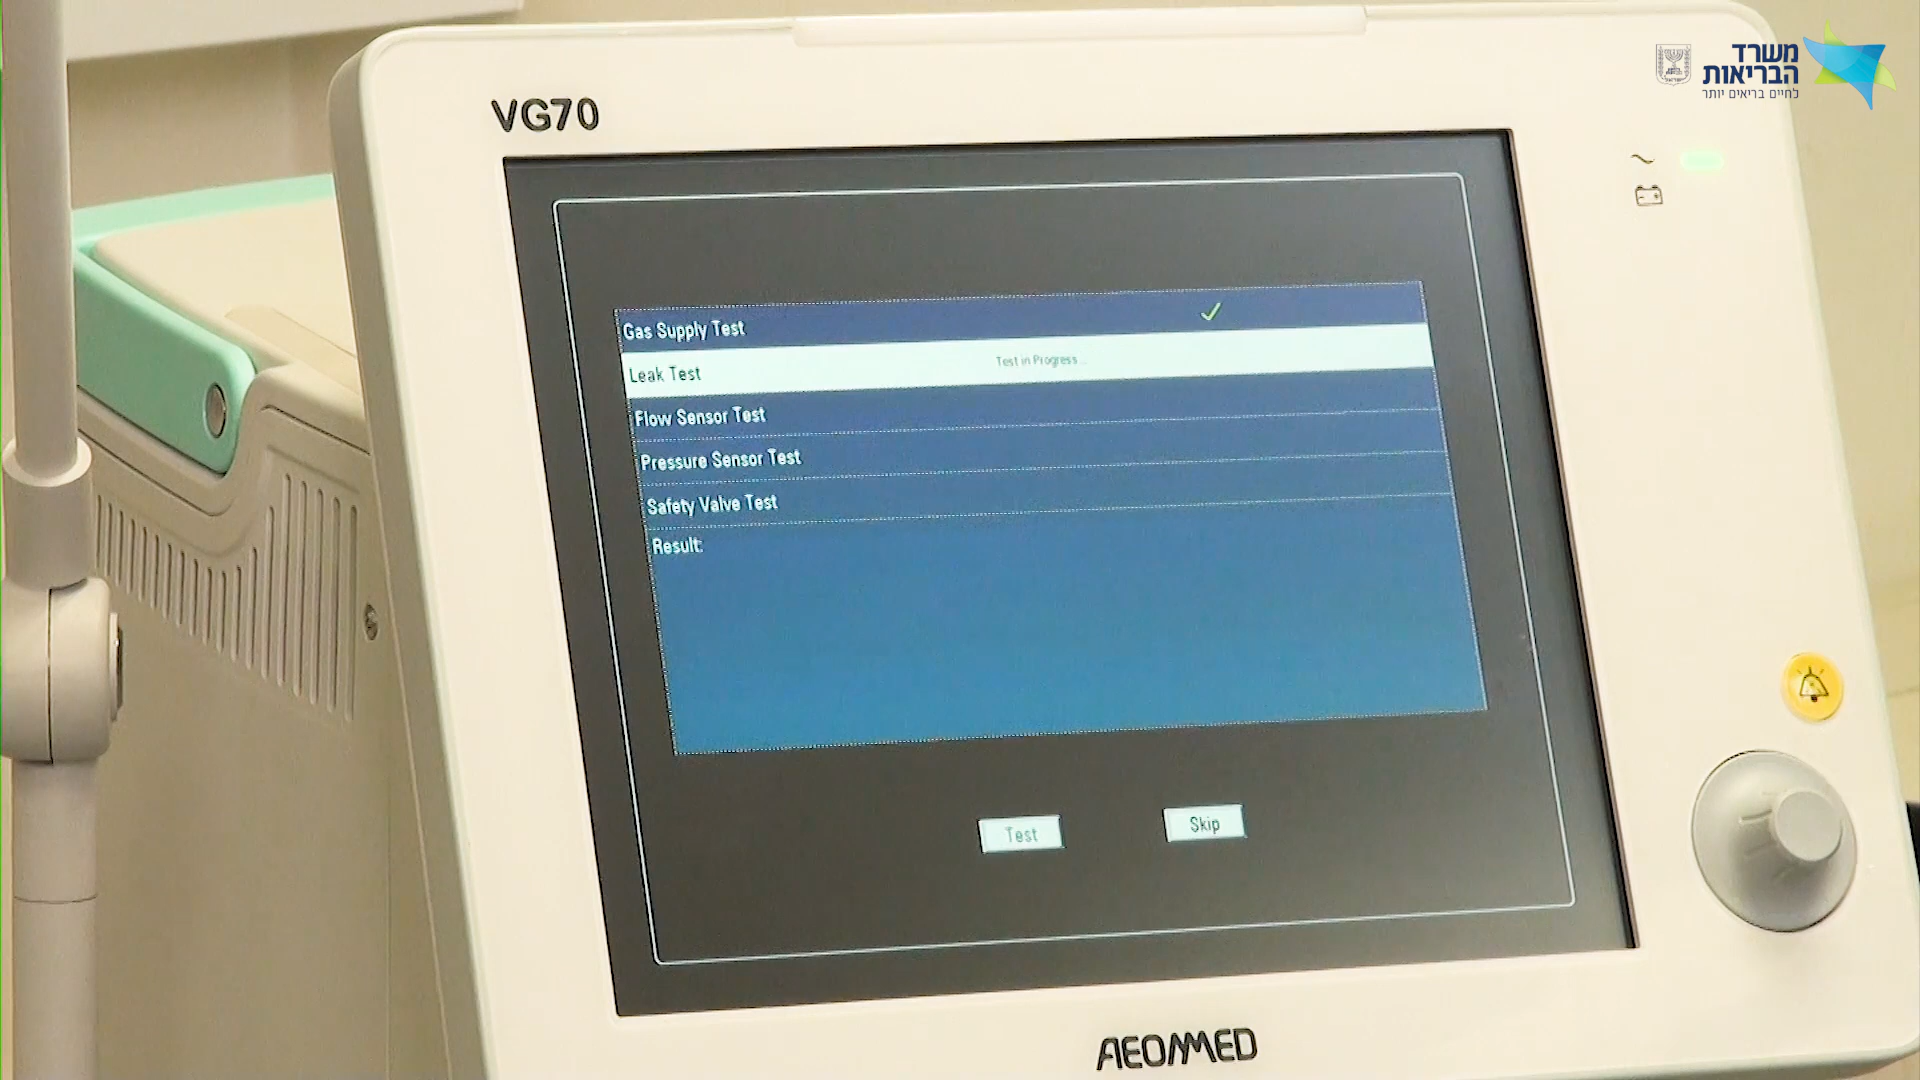 משרד
הבריאות
לחיים בריאים יותר
VG70
Gas Supply Test
Leak Test
Test in Progress ...
Flow Sensor Test
Pressure Sensor Test
Safety Valve Test
Result:
Test
Skip
AEONMED